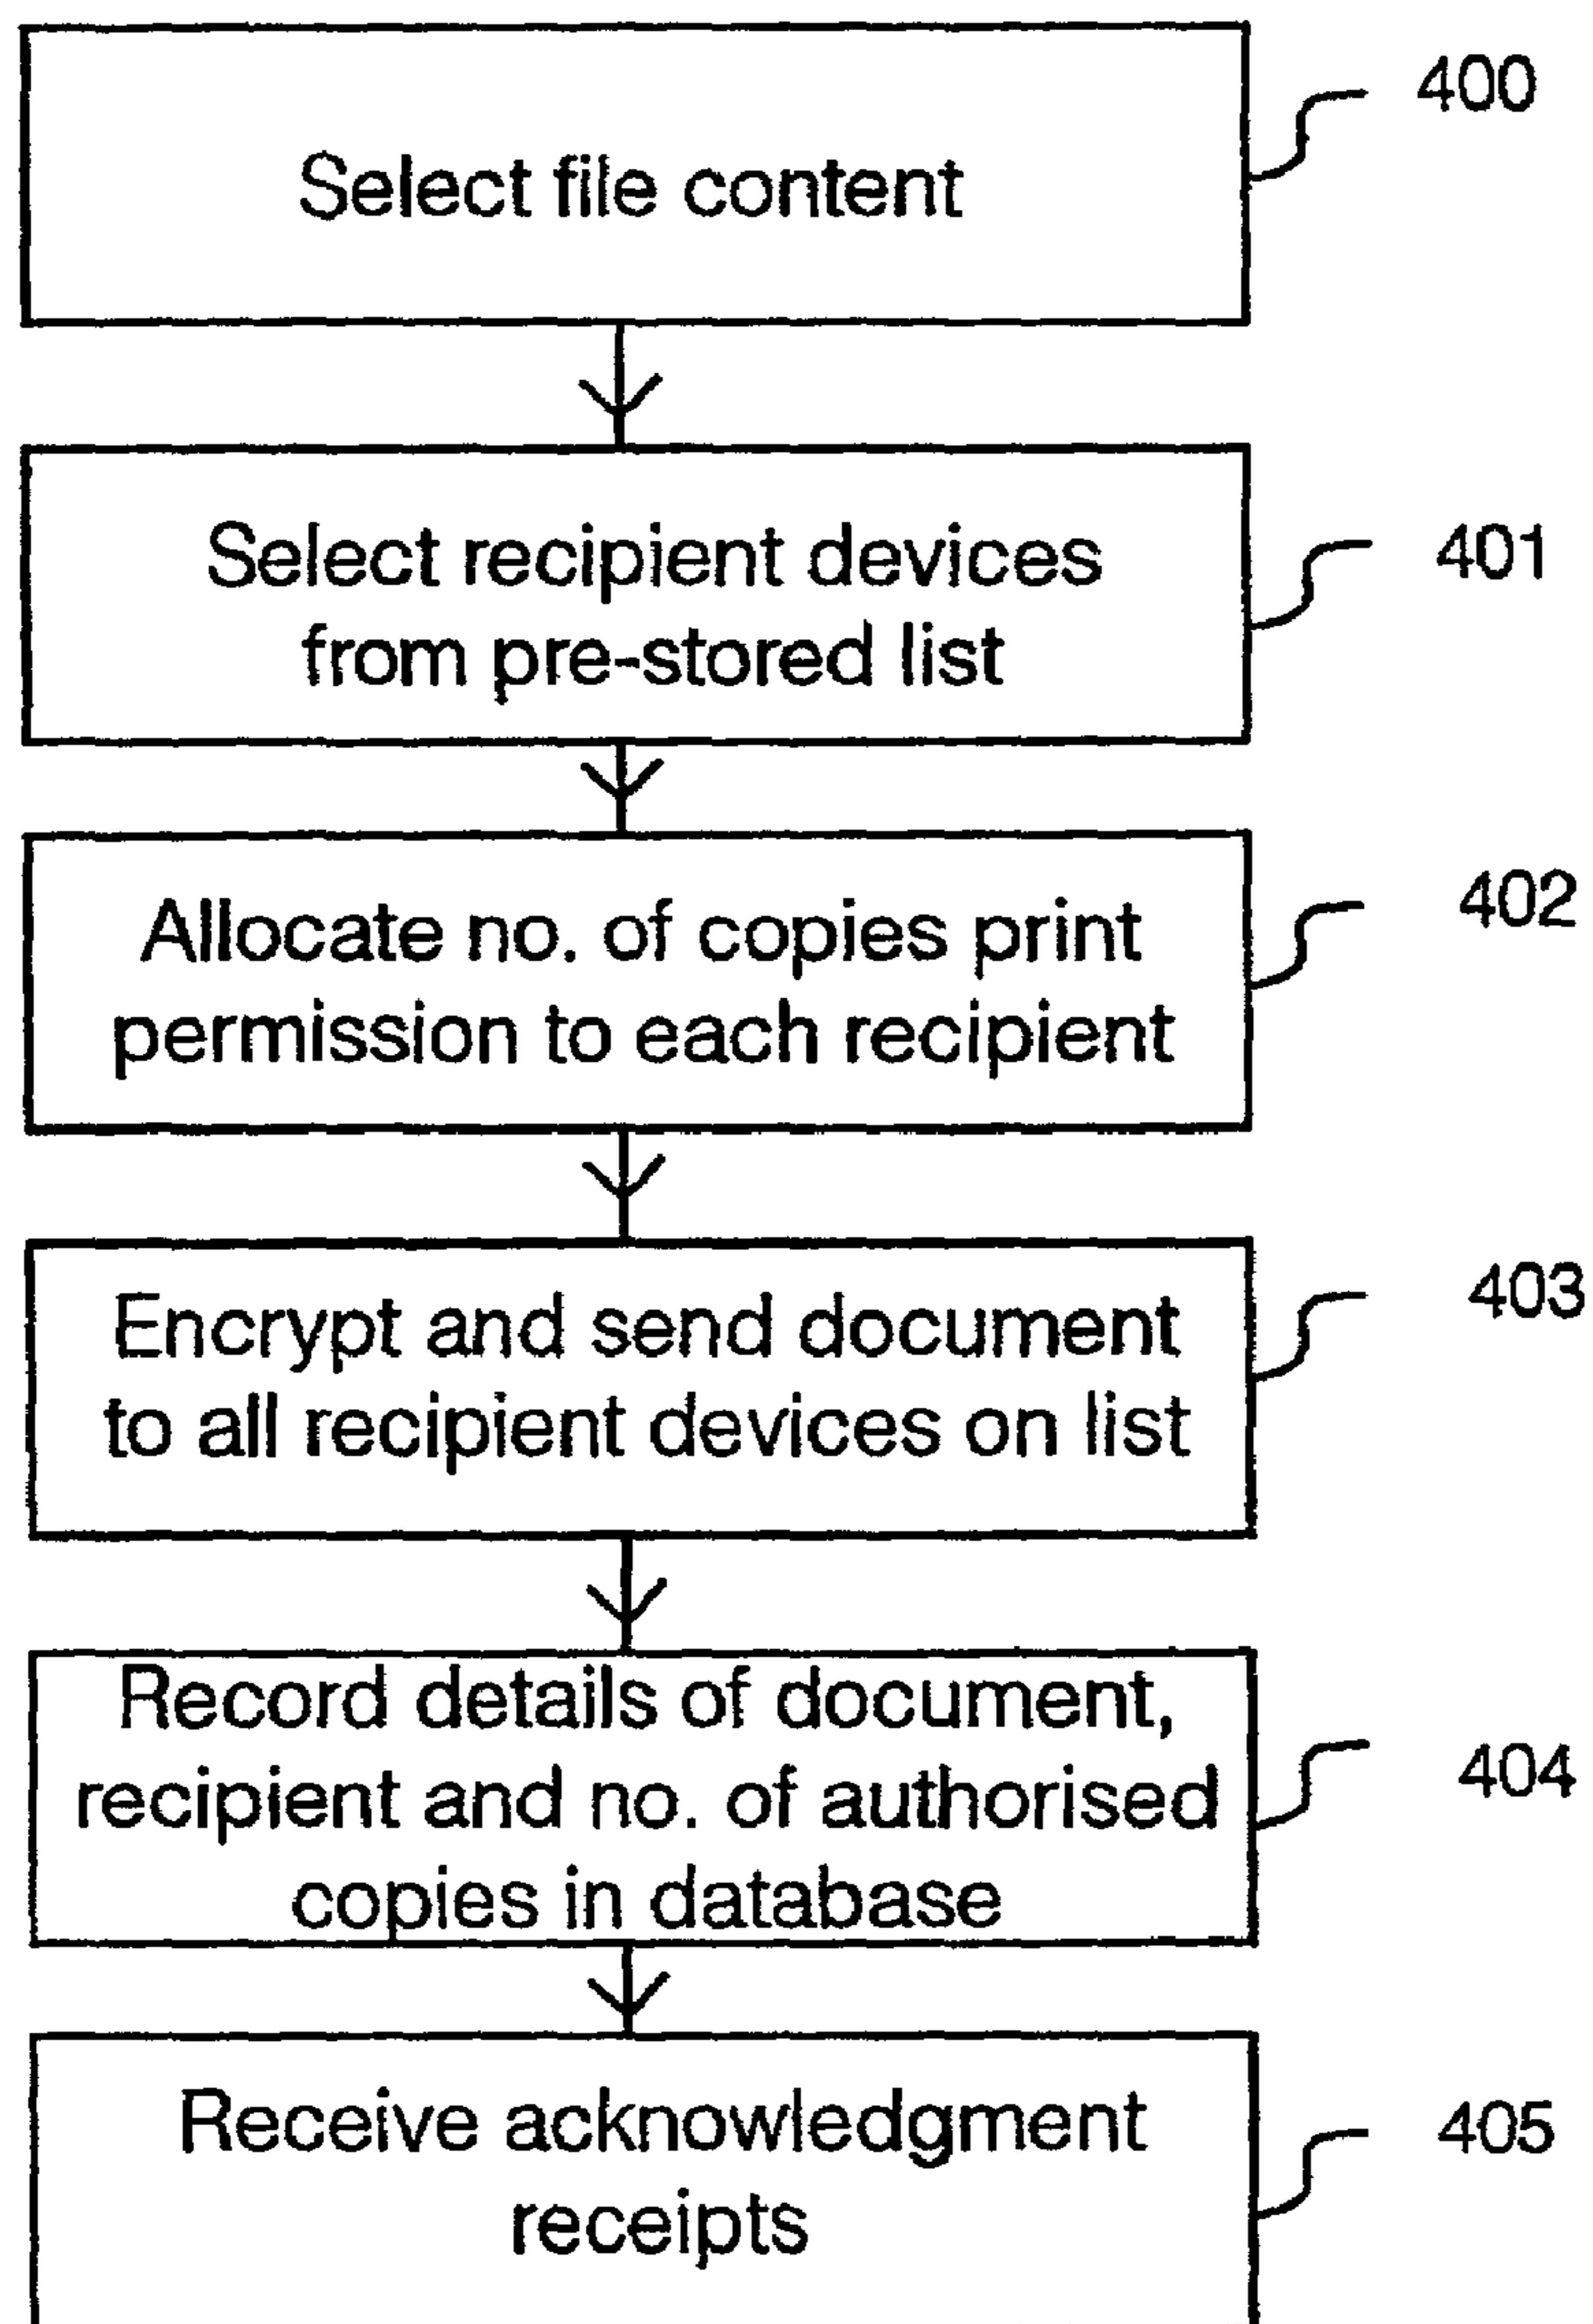 Select file content
400
Select recipient devices
from pre-stored list
401
Allocate no. of copies print
permission to each recipient
402
Encrypt and send document
to all recipient devices on list
403
Record details of document,
recipient and no. of authorised
copies in database
404
Receive acknowledgment
receipts
405